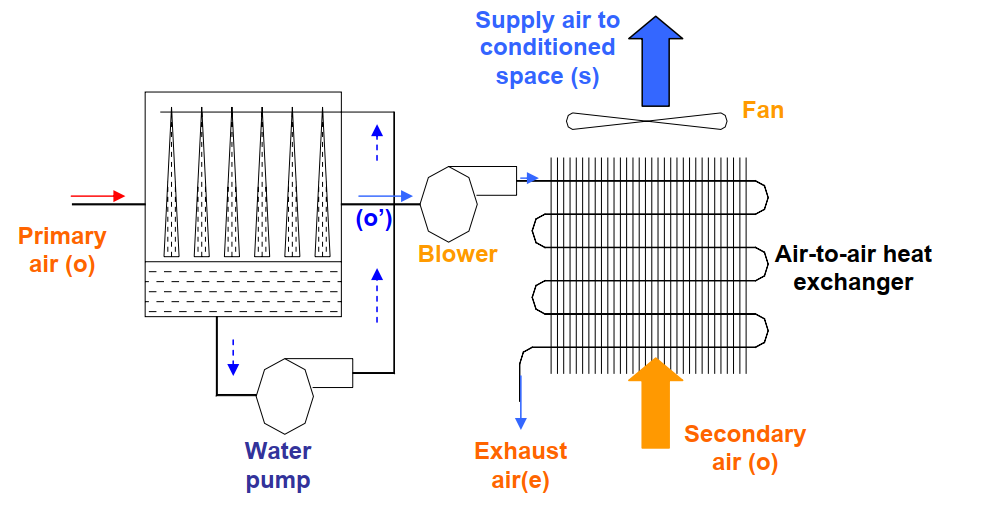 Supply air to
conditioned
space (s)
Fan
Primary
air (o)
(o’)
Blower
Air-to-air heat
exchanger
Water
pump
Exhaust
air(e)
Secondary
air (o)